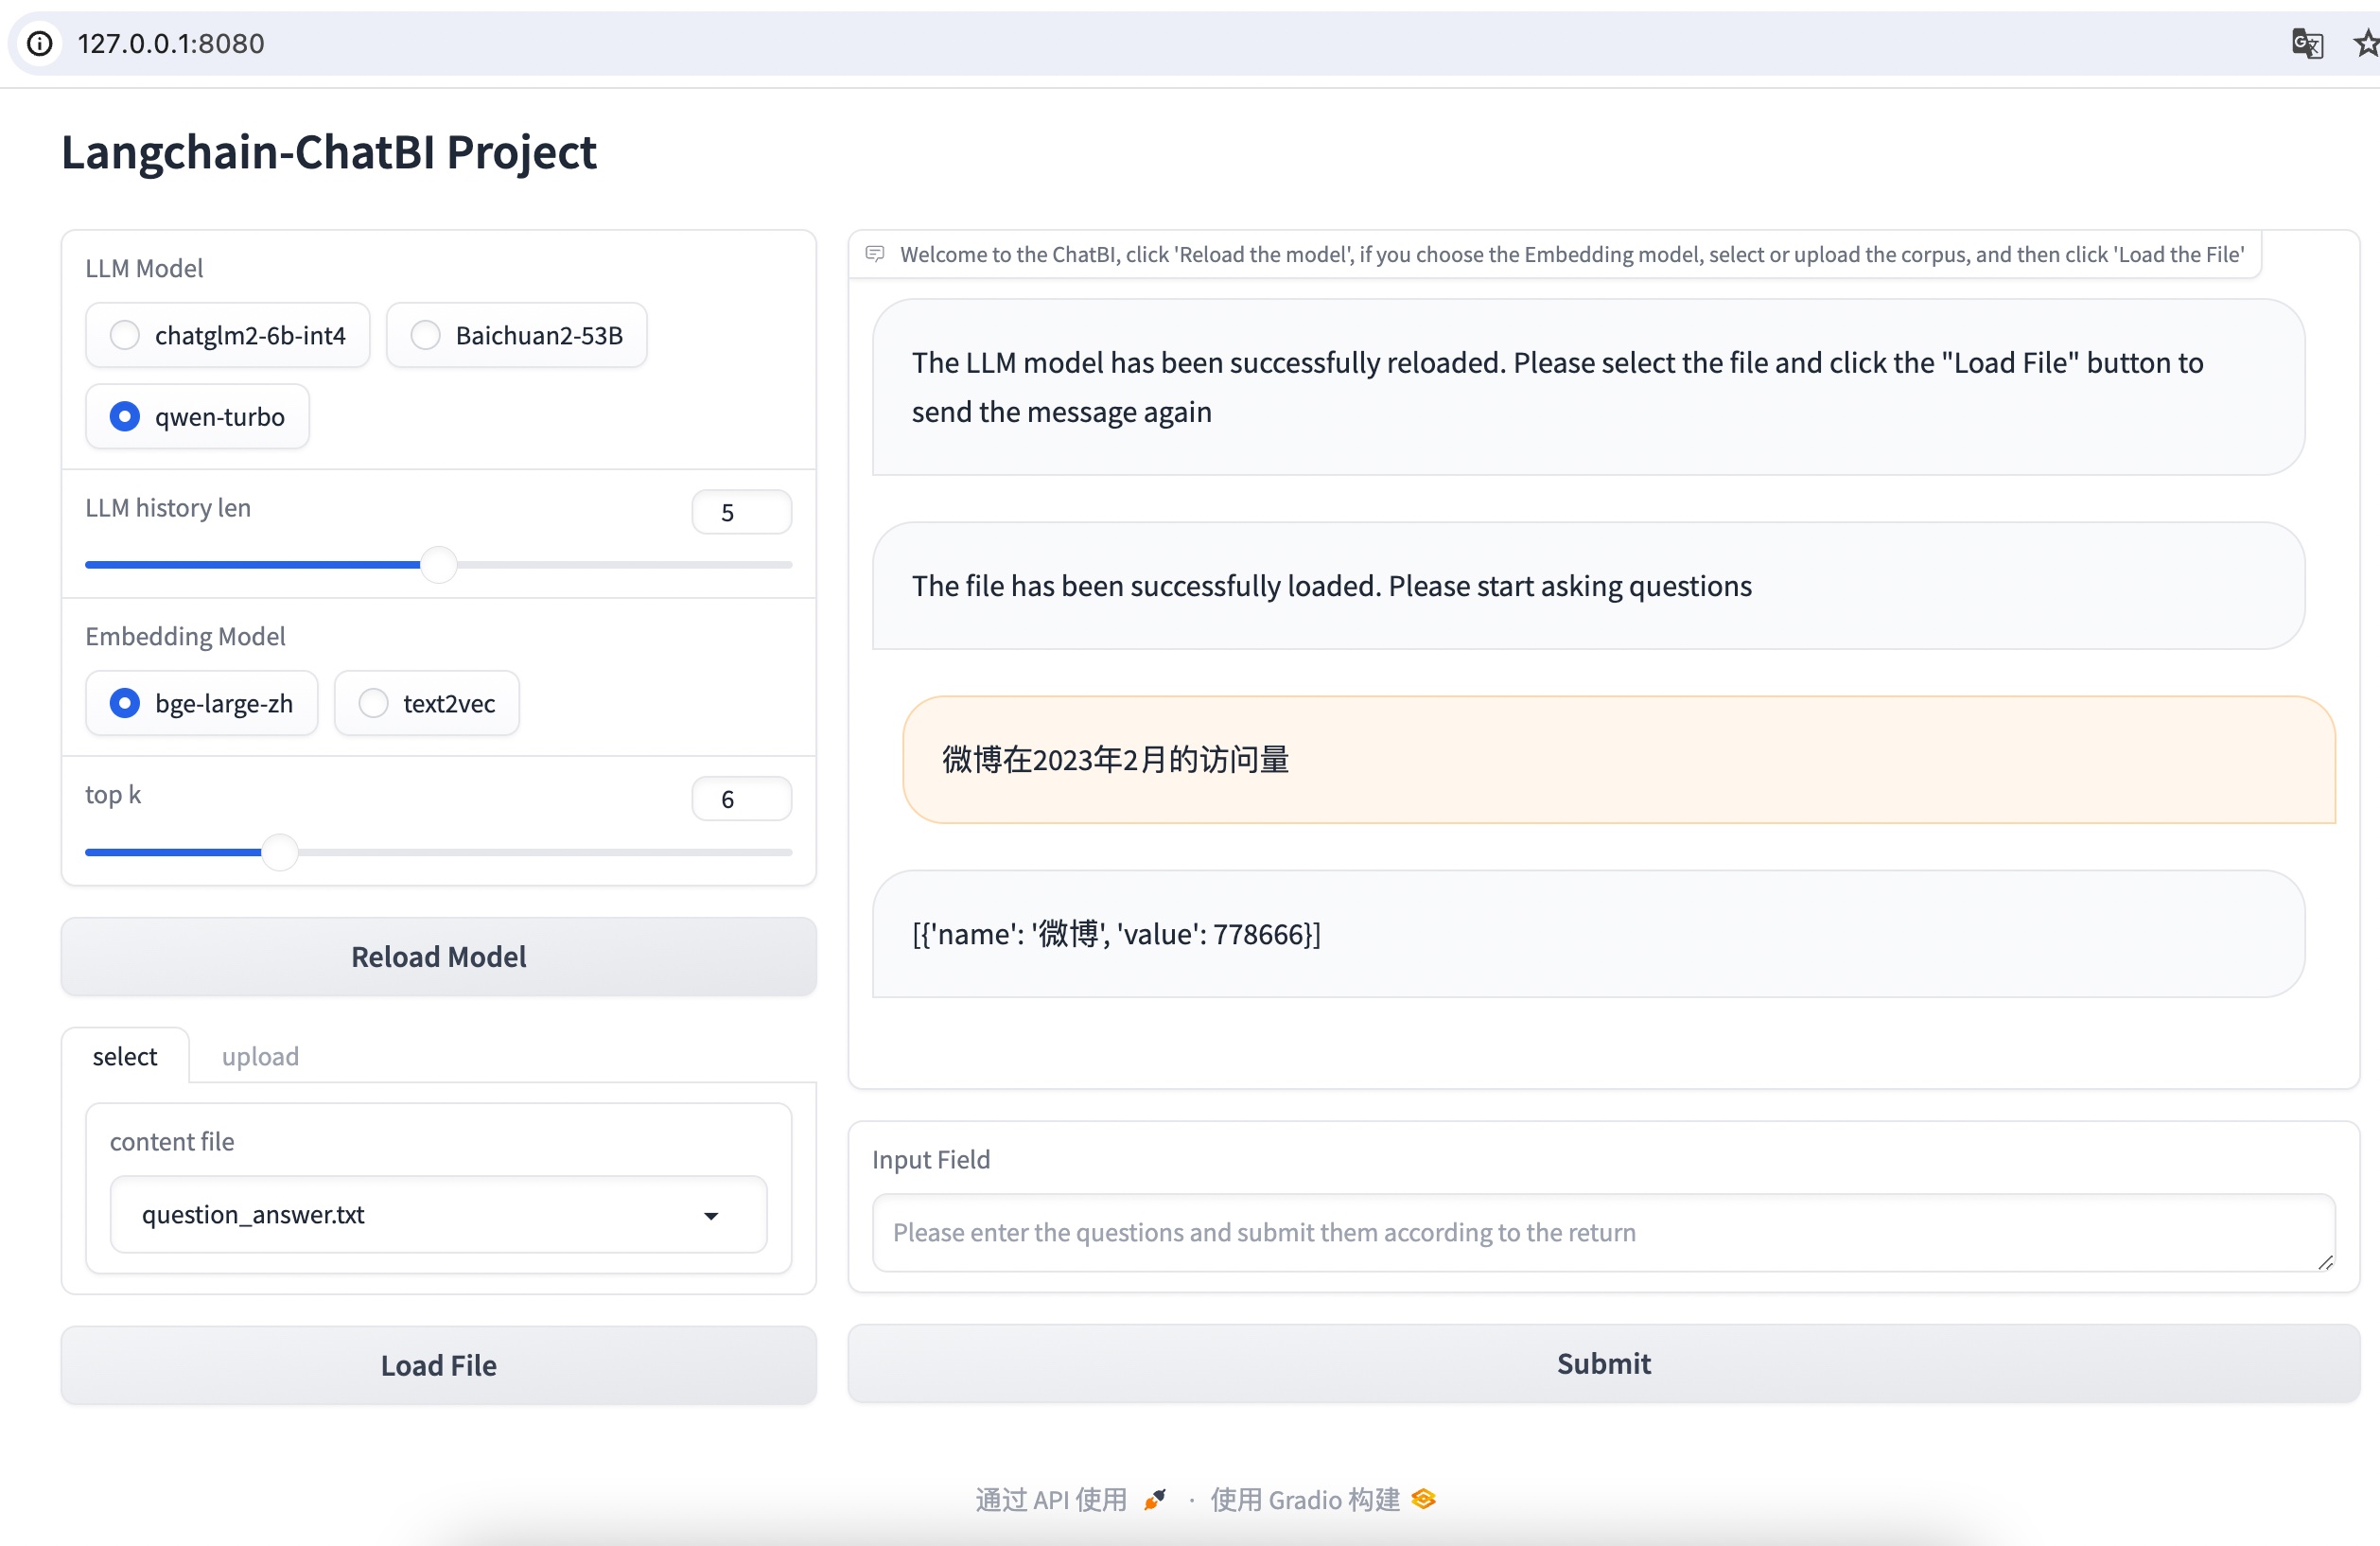 127.0.0.1:8080
Langchain-ChatBI Project
LLM Model
chatglm2-6b-int4
Baichuan2-53B
qwen-turbo
LLM history len
5
Embedding Model
bge-large-zh
text2vec
top k
6
Reload Model
select
upload
content file
question_answer.txt
Load File
Welcome to the ChatBI, click 'Reload the model', if you choose the Embedding model, select or upload the corpus, and then click 'Load the File'
The LLM model has been successfully reloaded. Please select the file and click the "Load File" button to
send the message again
The file has been successfully loaded. Please start asking questions
微博在2023年2月的访问量
[{'name': '微博', 'value': 778666}]
Input Field
Please enter the questions and submit them according to the return
Submit
通过 API 使用 · 使用 Gradio 构建